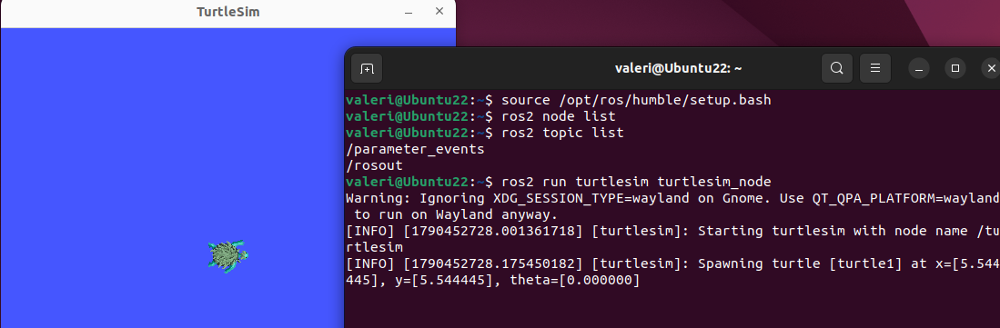 TurtleSim
valeri@Ubuntu22: ~
valeri@Ubuntu22:~$ source /opt/ros/humble/setup.bash
valeri@Ubuntu22:~$ ros2 node list
valeri@Ubuntu22:~$ ros2 topic list
/parameter_events
/rosout
valeri@Ubuntu22:~$ ros2 run turtlesim turtlesim_node
Warning: Ignoring XDG_SESSION_TYPE=wayland on Gnome. Use QT_QPA_PLATFORM=wayland
 to run on Wayland anyway.
[INFO] [1790452728.001361718] [turtlesim]: Starting turtlesim with node name /tu
rtlesim
[INFO] [1790452728.175450182] [turtlesim]: Spawning turtle [turtle1] at x=[5.544
445], y=[5.544445], theta=[0.000000]